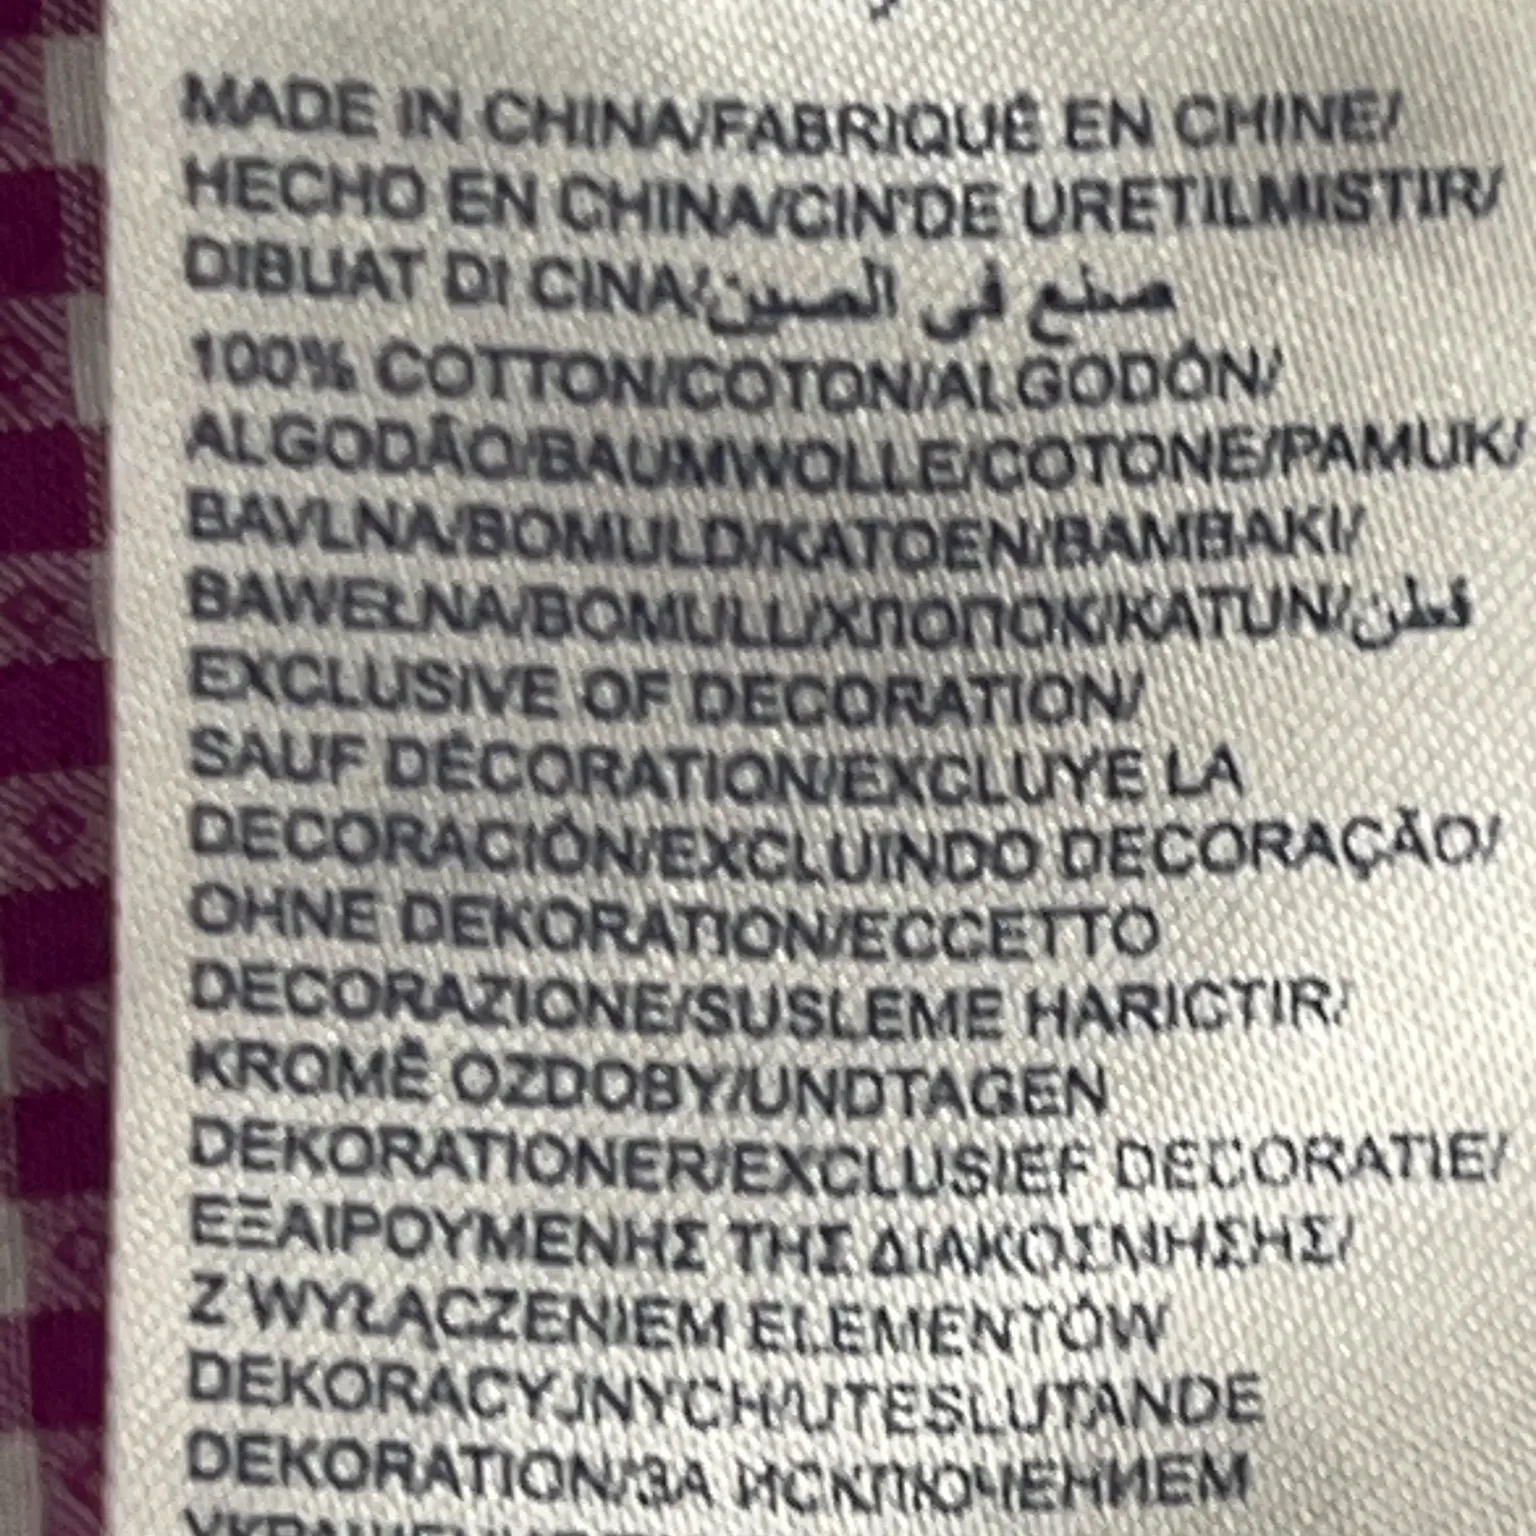 MADE IN CHINA/FABRIQUÉ EN CHINE/
HECHO EN CHINA/CIN'DE URETILMISTIR/
DIBUAT DI CINA/صنع في الصين
100% COTTON/COTON/ALGODÓN/
ALGODÃO/BAUMWOLLE/COTONE/PAMUK/
BAVLNA/BOMULD/KATOEN/BAMBAKI/
BAWEŁNA/BOMULL/ХЛОПОК/KATUN/قطن
EXCLUSIVE OF DECORATION/
SAUF DÉCORATION/EXCLUYE LA
DECORACIÓN/EXCLUINDO DECORAÇÃO/
OHNE DEKORATION/ECCETTO
DECORAZIONE/SUSLEME HARICTIR/
KROMĚ OZDOBY/UNDTAGEN
DEKORATIONER/EXCLUSIEF DECORATIE/
ΕΞΑΙΡΟΥΜΕΝΗΣ ΤΗΣ ΔΙΑΚΟΣΜΗΣΗΣ/
Z WYŁĄCZENIEM ELEMENTÓW
DEKORACYJNYCH/UTESLUTANDE
DEKORATION/ЗА ИСКЛЮЧЕНИЕМ